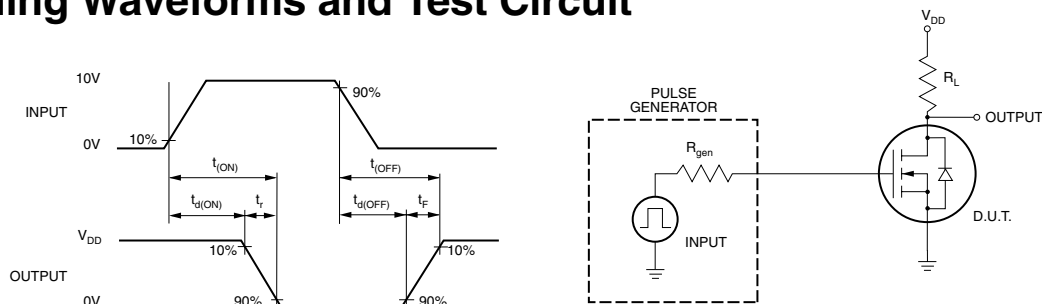 Waveforms and Test Circuit
10V
INPUT
0V
10%
90%
t(ON)
t(OFF)
td(ON)
tr
td(OFF)
tF
VDD
OUTPUT
0V
10%
10%
90%
90%
PULSE
GENERATOR
Rgen
INPUT
VDD
RL
OUTPUT
D.U.T.